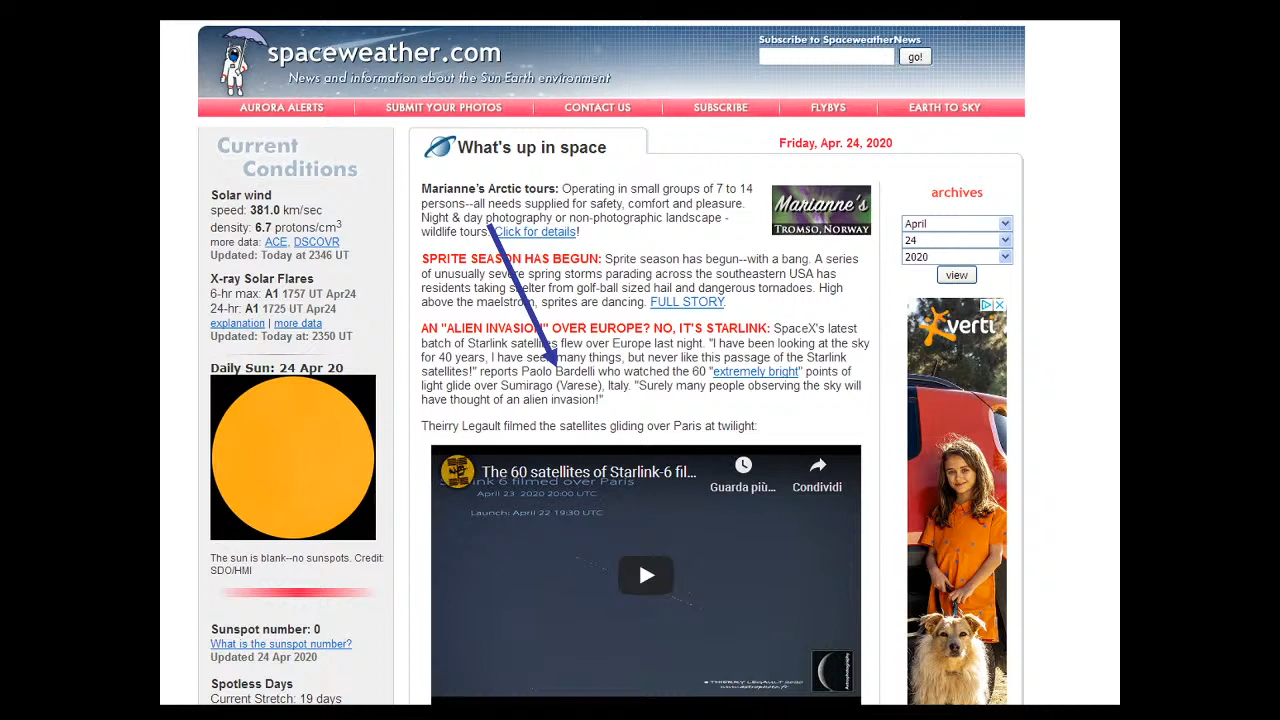 spaceweather.com
News and information about the Sun Earth environment
Subscribe to SpaceweatherNews
go!
AURORA ALERTS
SUBMIT YOUR PHOTOS
CONTACT US
SUBSCRIBE
FLYBYS
EARTH TO SKY
Current
Conditions
Solar wind
speed: 381.0 km/sec
density: 6.7 protons/cm3
more data: ACE, DSCOVR
Updated: Today at 2346 UT
X-ray Solar Flares
6-hr max: A1 1757 UT Apr24
24-hr: A1 1725 UT Apr24
explanation | more data
Updated: Today at: 2350 UT
Daily Sun: 24 Apr 20
The sun is blank--no sunspots. Credit:
SDO/HMI
Sunspot number: 0
What is the sunspot number?
Updated 24 Apr 2020
Spotless Days
Current Stretch: 19 days
What's up in space
Friday, Apr. 24, 2020
Marianne's Arctic tours: Operating in small groups of 7 to 14
persons--all needs supplied for safety, comfort and pleasure.
Night & day photography or non-photographic landscape -
wildlife tours. Click for details!
Marianne's
TROMSO, NORWAY
SPRITE SEASON HAS BEGUN: Sprite season has begun--with a bang. A series
of unusually severe spring storms parading across the southeastern USA has
residents taking shelter from golf-ball sized hail and dangerous tornadoes. High
above the maelstrom, sprites are dancing. FULL STORY.
AN "ALIEN INVASION" OVER EUROPE? NO, IT'S STARLINK: SpaceX's latest
batch of Starlink satellites flew over Europe last night. "I have been looking at the sky
for 40 years, I have seen many things, but never like this passage of the Starlink
satellites!" reports Paolo Bardelli who watched the 60 "extremely bright" points of
light glide over Sumirago (Varese), Italy. "Surely many people observing the sky will
have thought of an alien invasion!"
Theirry Legault filmed the satellites gliding over Paris at twilight:
The 60 satellites of Starlink-6 fil...
Guarda più...
Condividi
6 filmed over Paris
April 23 2020 20:00 UTC
Launch: April 22 19:30 UTC
© THIERRY LEGAULT 2020
www.astrophoto.fr
Astrophotography
archives
April
24
2020
view
verti